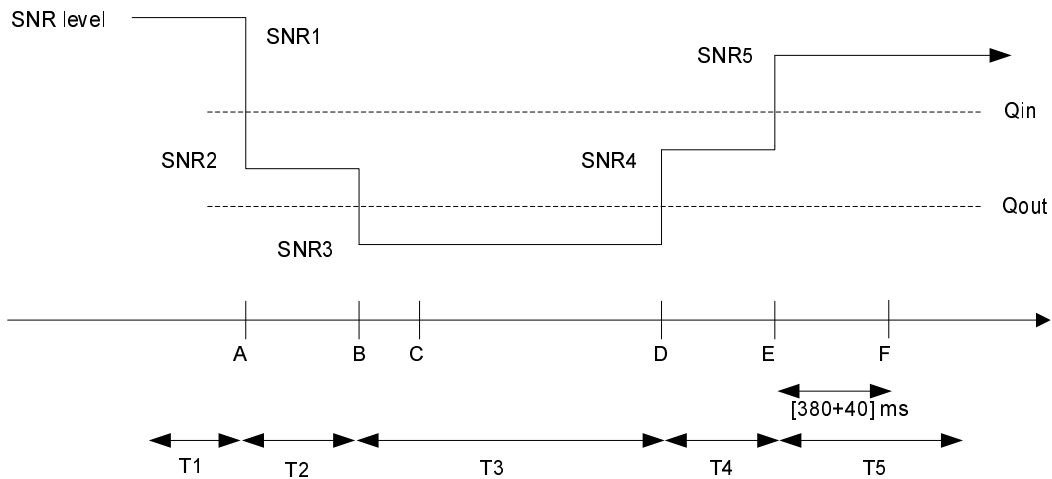 SNR level
SNR1
SNR5
Qin
SNR2
SNR4
Qout
SNR3
A
B
C
D
E
F
[380+40] ms
T1
T2
T3
T4
T5